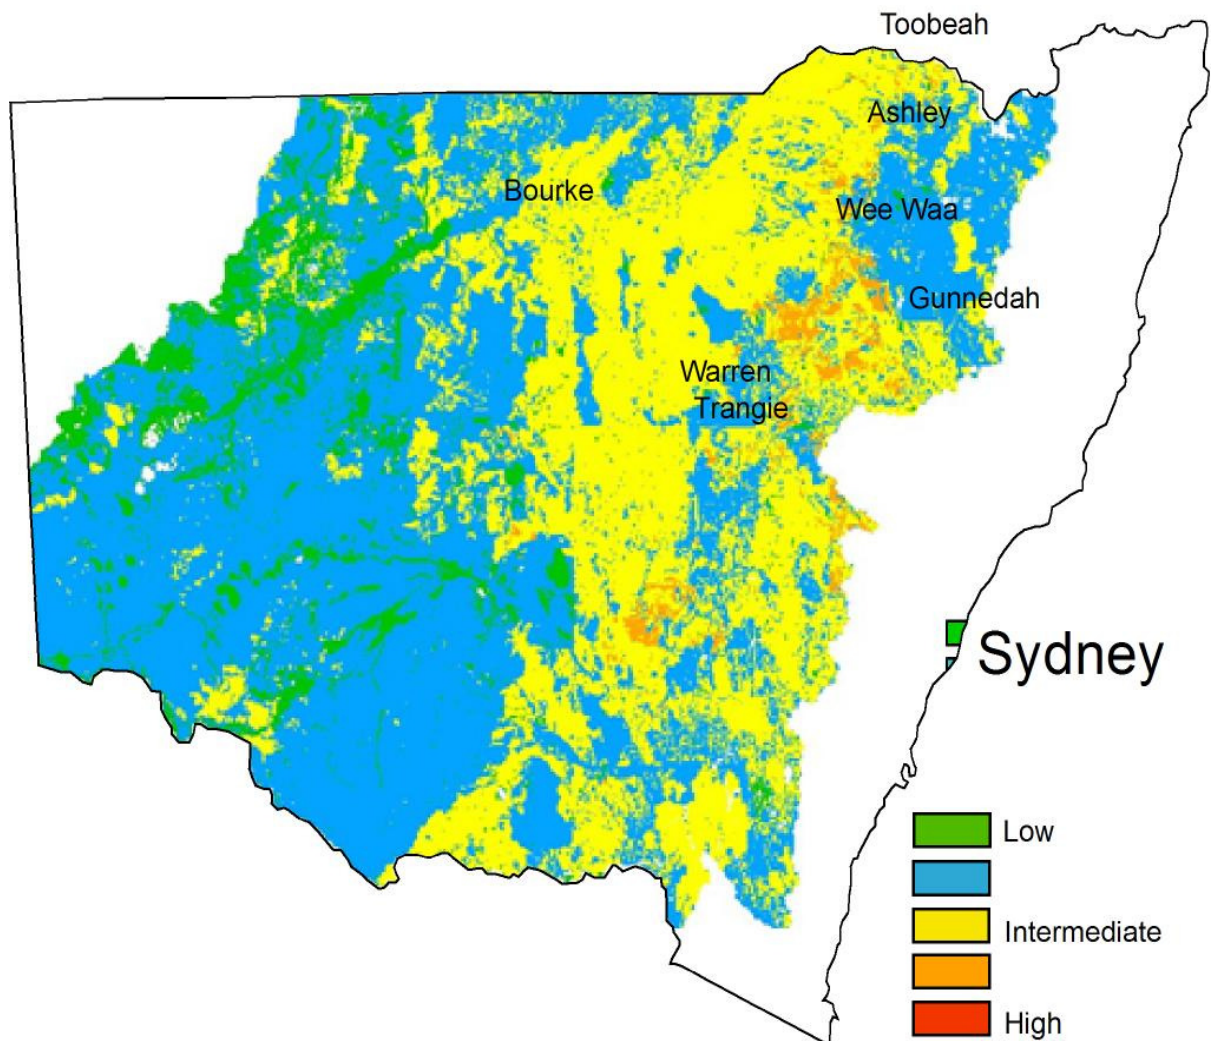 Toobeah
Ashley
Bourke
Wee Waa
Gunnedah
Warren
Trangie
Sydney
Low
Intermediate
High